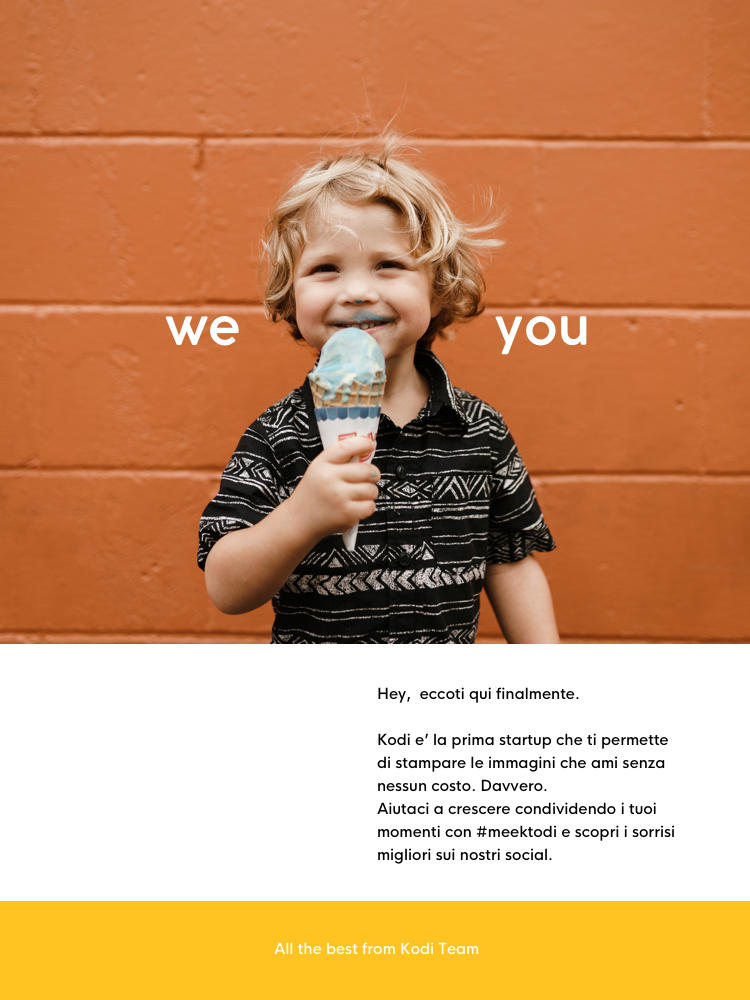 we you
Hey, eccoti qui finalmente.
Kodi e' la prima startup che ti permette
di stampare le immagini che ami senza
nessun costo. Davvero.
Aiutaci a crescere condividendo i tuoi
momenti con #meektodi e scopri i sorrisi
migliori sui nostri social.
All the best from Kodi Team